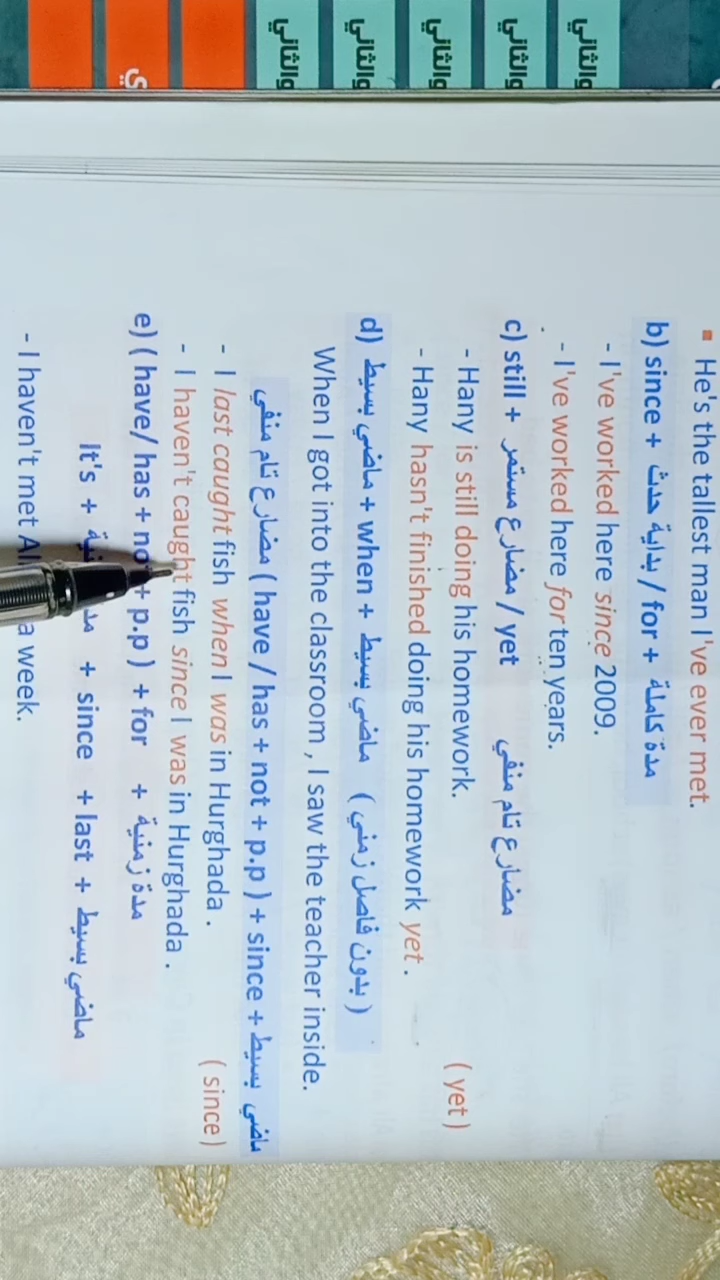 والثاني
والثاني
والثاني
والثاني
والثاني
ي
▪ He's the tallest man I've ever met.
b) since + بداية حدث / for + مدة كاملة
- I've worked here since 2009.
- I've worked here for ten years.
c) still + مضارع مستمر / yet مضارع تام منفي
- Hany is still doing his homework. ( yet )
- Hany hasn't finished doing his homework yet .
d) ماضي بسيط + when + ماضي بسيط ( بدون فاصل زمني )
When I got into the classroom , I saw the teacher inside.
مضارع تام منفي ( have / has + not + p.p ) + since + ماضي بسيط
- I last caught fish when I was in Hurghada . ( since )
- I haven't caught fish since I was in Hurghada .
e) ( have/ has + not + p.p ) + for + مدة زمنية
It's + + since + last + ماضي بسيط
- I haven't met a week.